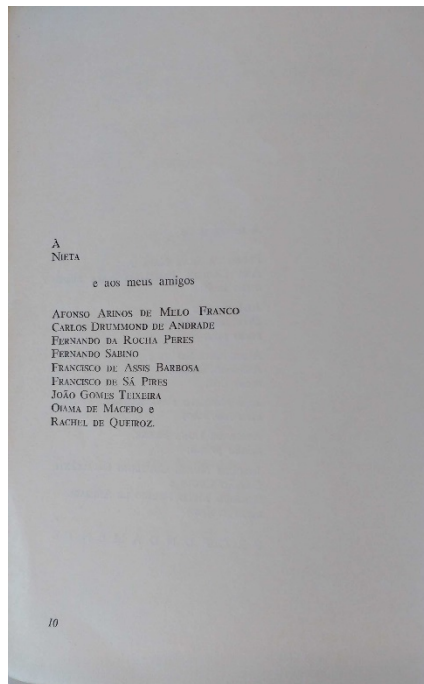 À
NIETA
e aos meus amigos
AFONSO ARINOS DE MELO FRANCO
CARLOS DRUMMOND DE ANDRADE
FERNANDO DA ROCHA PERES
FERNANDO SABINO
FRANCISCO DE ASSIS BARBOSA
FRANCISCO DE SÁ PIRES
JOÃO GOMES TEIXEIRA
OJAMA DE MACEDO e
RACHEL DE QUEIROZ.
10